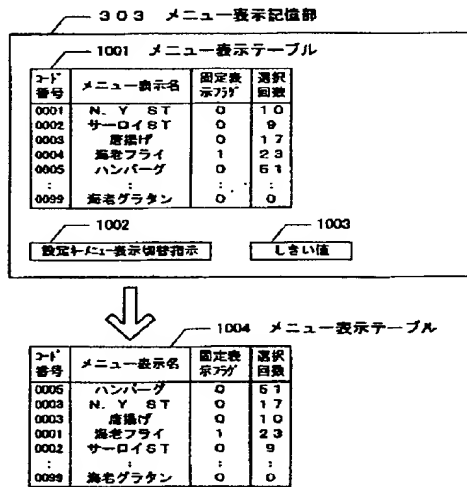 303 メニュー表示記憶部
1001 メニュー表示テーブル
コード番号 メニュー表示名 固定表示フラグ 選択回数
0001 N. Y ST 0 10
0002 サーロイST 0 9
0003 唐揚げ 0 17
0004 海老フライ 1 23
0005 ハンバーグ 0 51
: : : :
0099 海老グラタン 0 0
1002
1003
設定キーメニュー表示切替指示
しきい値
1004 メニュー表示テーブル
コード番号 メニュー表示名 固定表示フラグ 選択回数
0005 ハンバーグ 0 51
0003 N. Y ST 0 17
0003 唐揚げ 0 10
0001 海老フライ 1 23
0002 サーロイST 0 9
: : : :
0099 海老グラタン 0 0